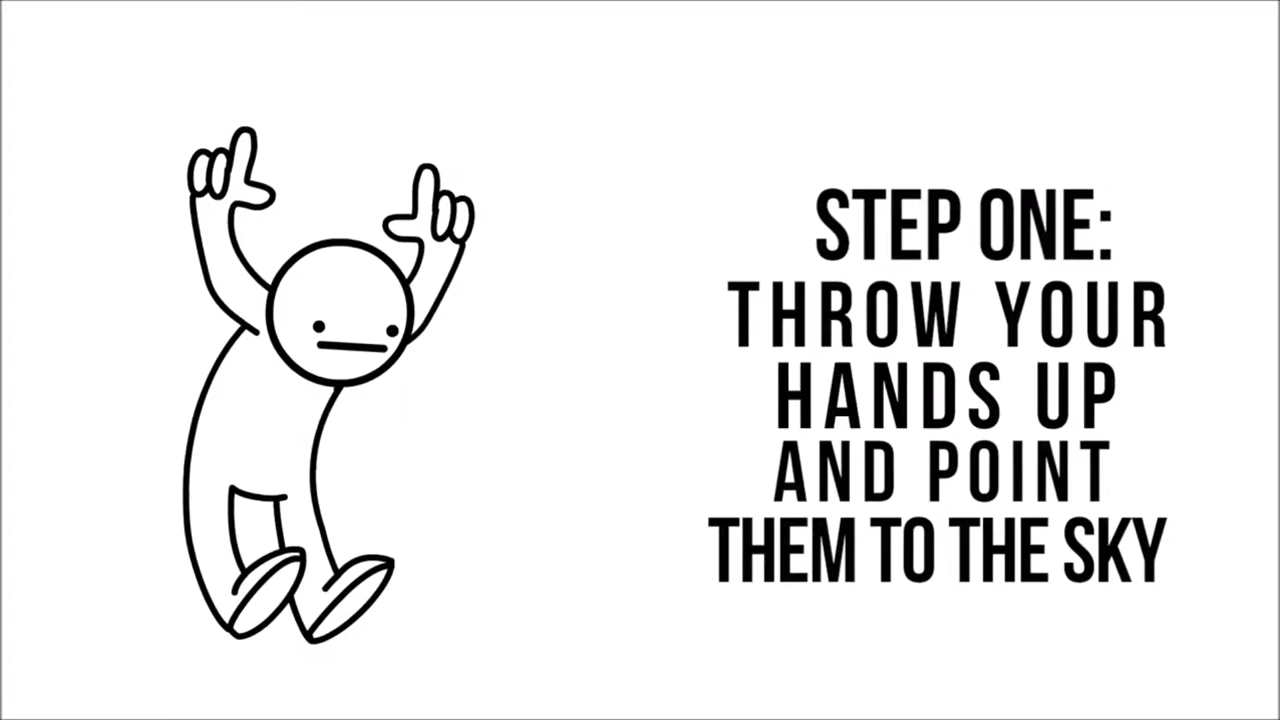 STEP ONE:
THROW YOUR
HANDS UP
AND POINT
THEM TO THE SKY